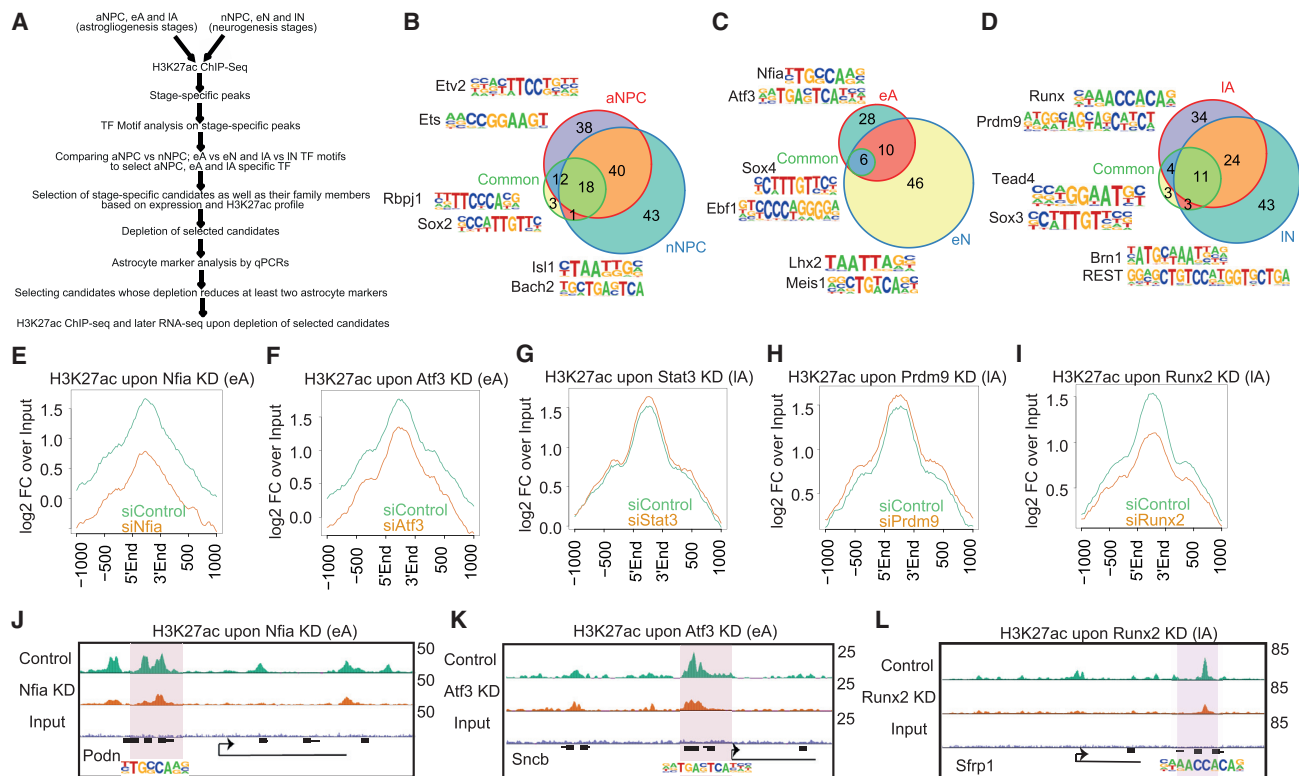 A
aNPC, eA and lA
(astrogliogenesis stages)
nNPC, eN and lN
(neurogenesis stages)
H3K27ac ChIP-Seq
Stage-specific peaks
TF Motif analysis on stage-specific peaks
Comparing aNPC vs nNPC; eA vs eN and lA vs lN TF motifs
to select aNPC, eA and lA specific TF
Selection of stage-specific candidates as well as their family members
based on expression and H3K27ac profile
Depletion of selected candidates
Astrocyte marker analysis by qPCRs
Selecting candidates whose depletion reduces at least two astrocyte markers
H3K27ac ChIP-seq and later RNA-seq upon depletion of selected candidates
B
Etv2
Ets
aNPC
38
Common
12
40
18
3
1
43
nNPC
Rbpj1
Sox2
Isl1
Bach2
C
Nfia
Atf3
eA
28
Common
6
10
46
eN
Sox4
Ebf1
Lhx2
Meis1
D
Runx
Prdm9
lA
34
Common
4
24
11
3
3
43
lN
Tead4
Sox3
Brn1
REST
E
H3K27ac upon Nfia KD (eA)
log2 FC over Input
1.5
1.0
0.5
0.0
siControl
siNfia
−1000
−500
5'End
3'End
500
1000
F
H3K27ac upon Atf3 KD (eA)
log2 FC over Input
1.5
1.0
0.5
0.0
siControl
siAtf3
−1000
−500
5'End
3'End
500
1000
G
H3K27ac upon Stat3 KD (lA)
log2 FC over Input
1.5
1.0
0.5
0.0
siControl
siStat3
−1000
−500
5'End
3'End
500
1000
H
H3K27ac upon Prdm9 KD (lA)
log2 FC over Input
1.5
1.0
0.5
siControl
siPrdm9
−1000
−500
5'End
3'End
500
1000
I
H3K27ac upon Runx2 KD (lA)
log2 FC over Input
1.5
1.0
0.5
siControl
siRunx2
−1000
−500
5'End
3'End
500
1000
J
H3K27ac upon Nfia KD (eA)
Control
50
Nfia KD
50
Input
50
Podn
K
H3K27ac upon Atf3 KD (eA)
Control
25
Atf3 KD
25
Input
25
Sncb
L
H3K27ac upon Runx2 KD (lA)
Control
85
Runx2 KD
85
Input
85
Sfrp1